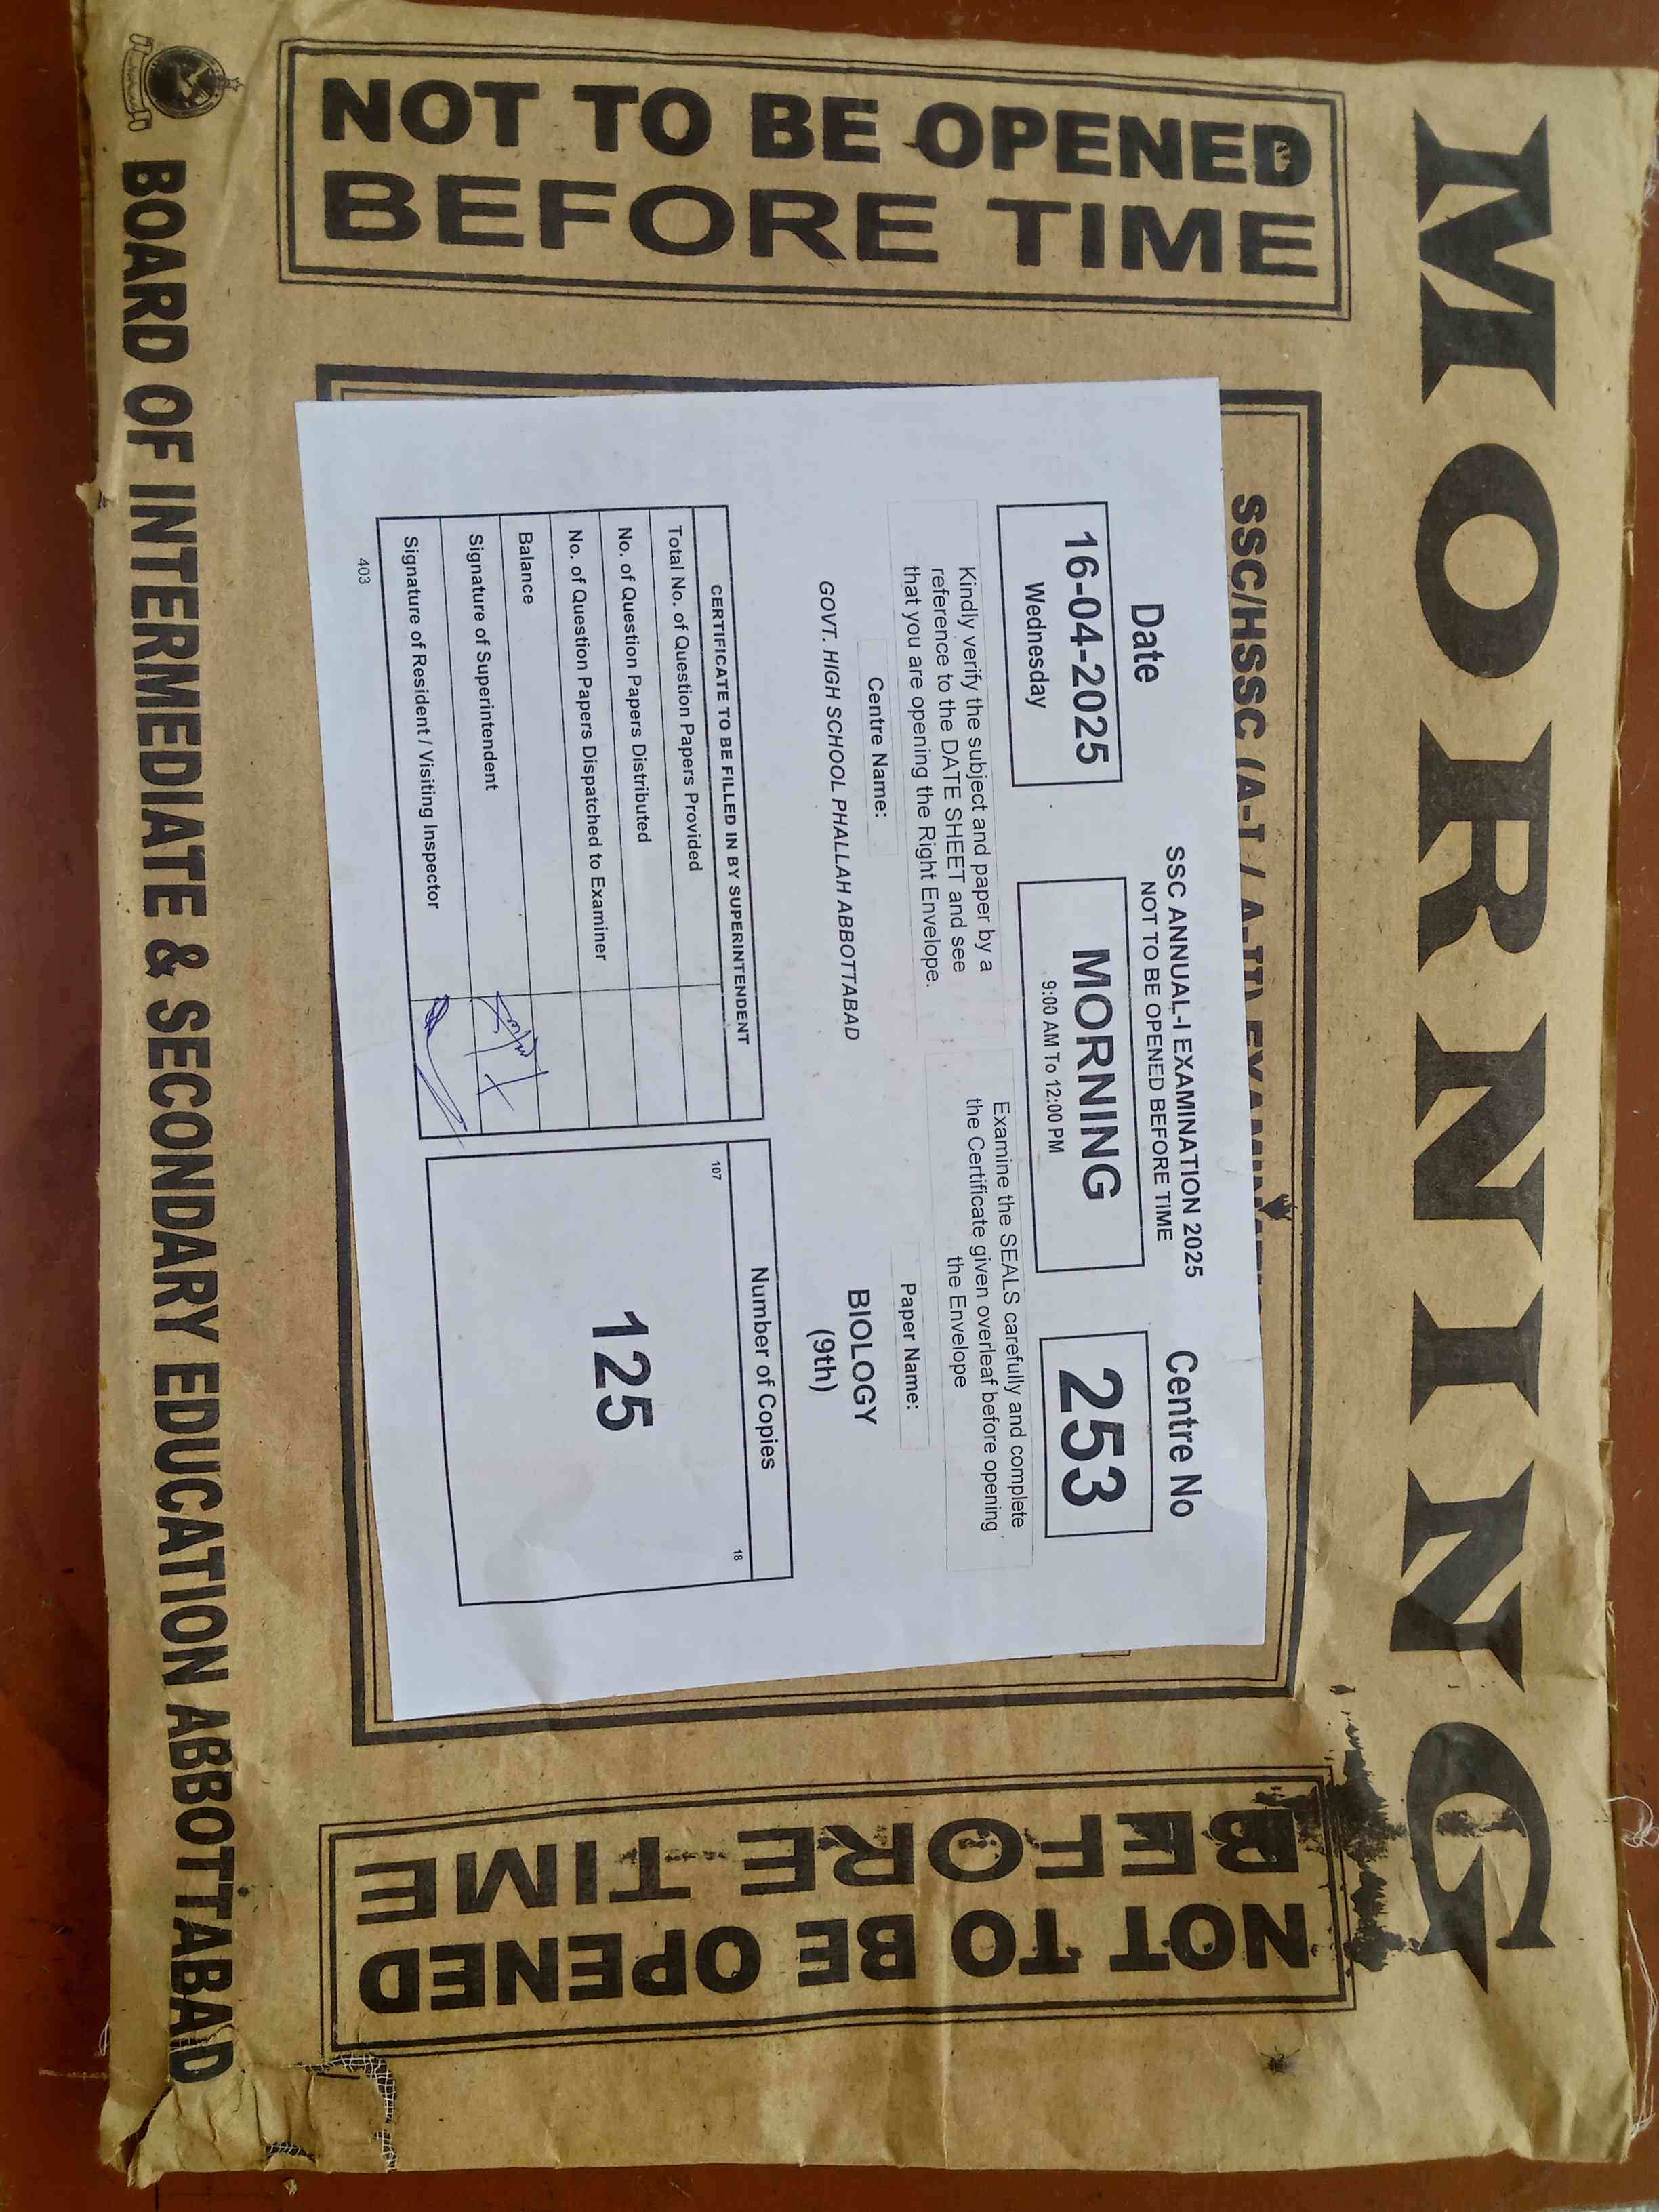 MORNING
NOT TO BE OPENED
BEFORE TIME
SSC/HSSC (A-I / A-II)
Date
16-04-2025
Wednesday
SSC ANNUAL-I EXAMINATION 2025
NOT TO BE OPENED BEFORE TIME
MORNING
9:00 AM To 12:00 PM
Centre No
253
Kindly verify the subject and paper by a
reference to the DATE SHEET and see
that you are opening the Right Envelope.
Examine the SEALS carefully and complete
the Certificate given overleaf before opening
the Envelope
Centre Name:
GOVT. HIGH SCHOOL PHALLAH ABBOTTABAD
Paper Name:
BIOLOGY
(9th)
CERTIFICATE TO BE FILLED IN BY SUPERINTENDENT
Total No. of Question Papers Provided
No. of Question Papers Distributed
No. of Question Papers Dispatched to Examiner
Balance
Signature of Superintendent
Signature of Resident / Visiting Inspector
403
Number of Copies
107
18
125
NOT TO BE OPENED
BEFORE TIME
BOARD OF INTERMEDIATE & SECONDARY EDUCATION ABBOTTABAD